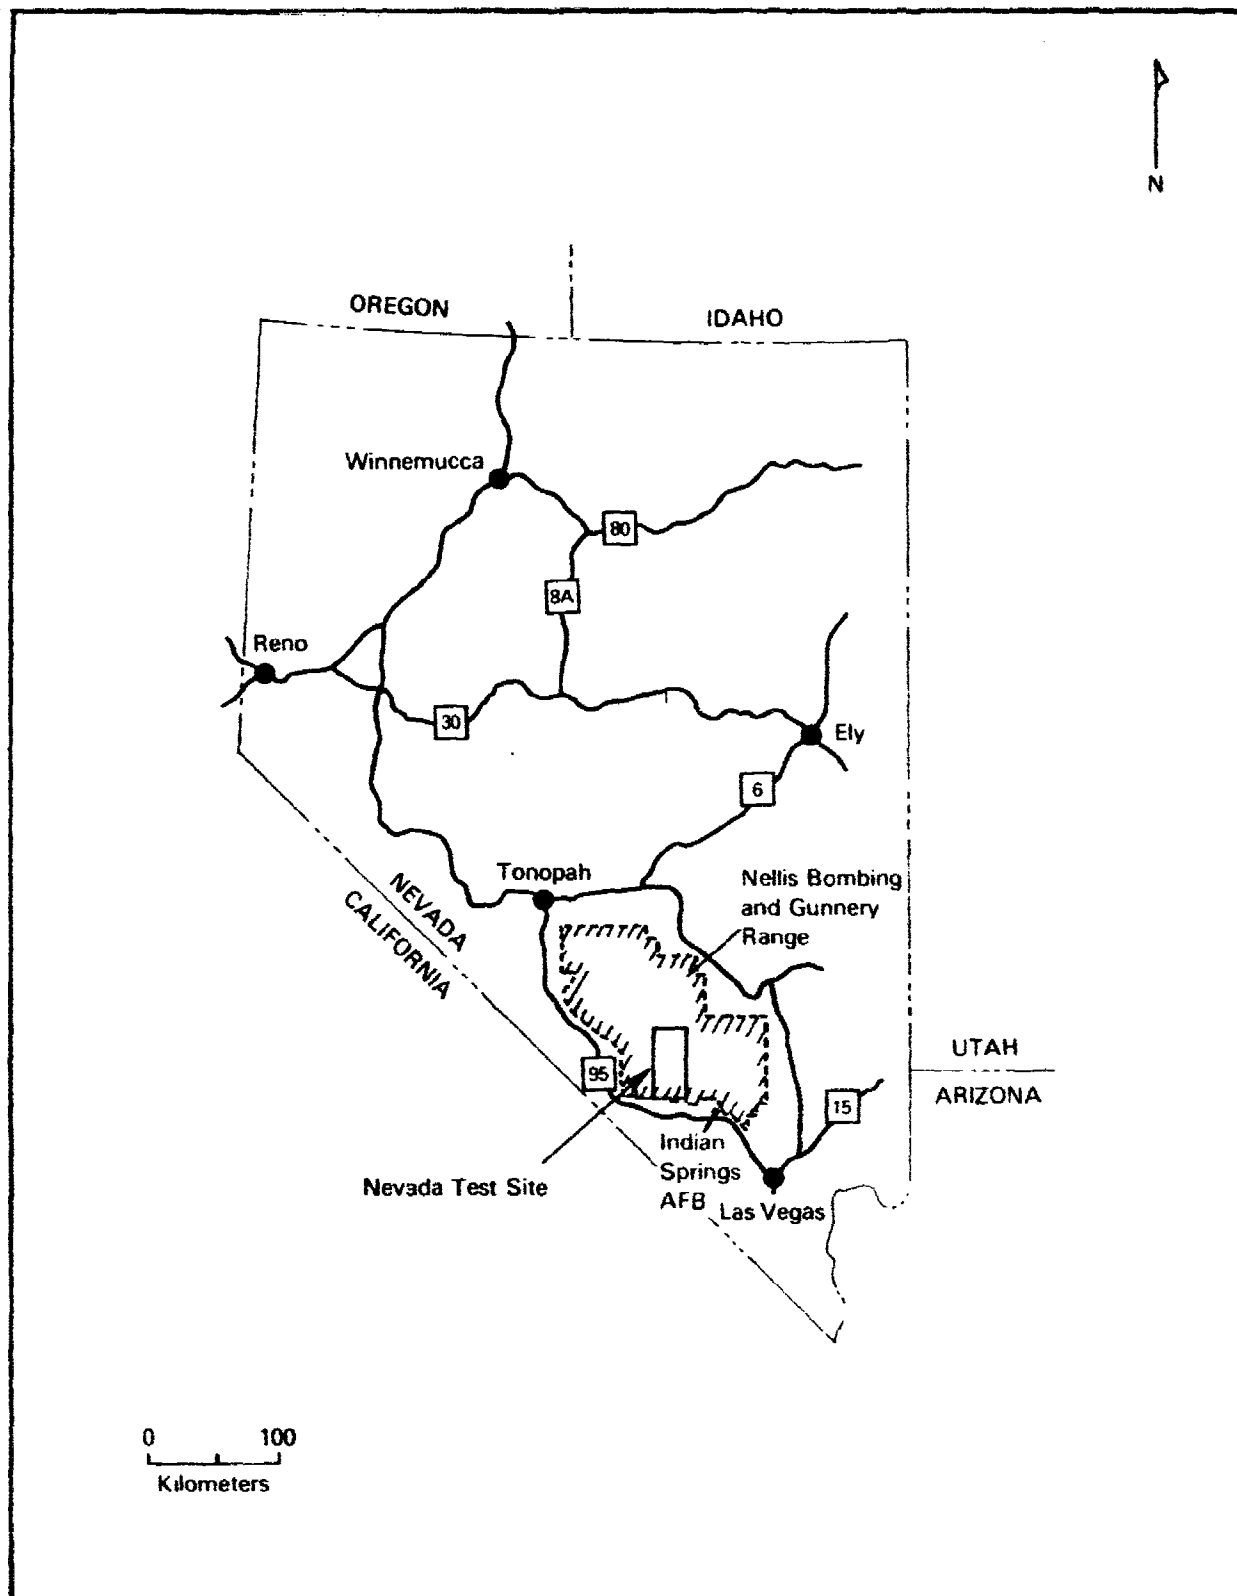 N
OREGON
IDAHO
Winnemucca
80
8A
Reno
30
Ely
6
Tonopah
Nellis Bombing
and Gunnery
Range
NEVADA
CALIFORNIA
95
UTAH
ARIZONA
15
Indian
Springs
AFB
Nevada Test Site
Las Vegas
0 100
Kilometers